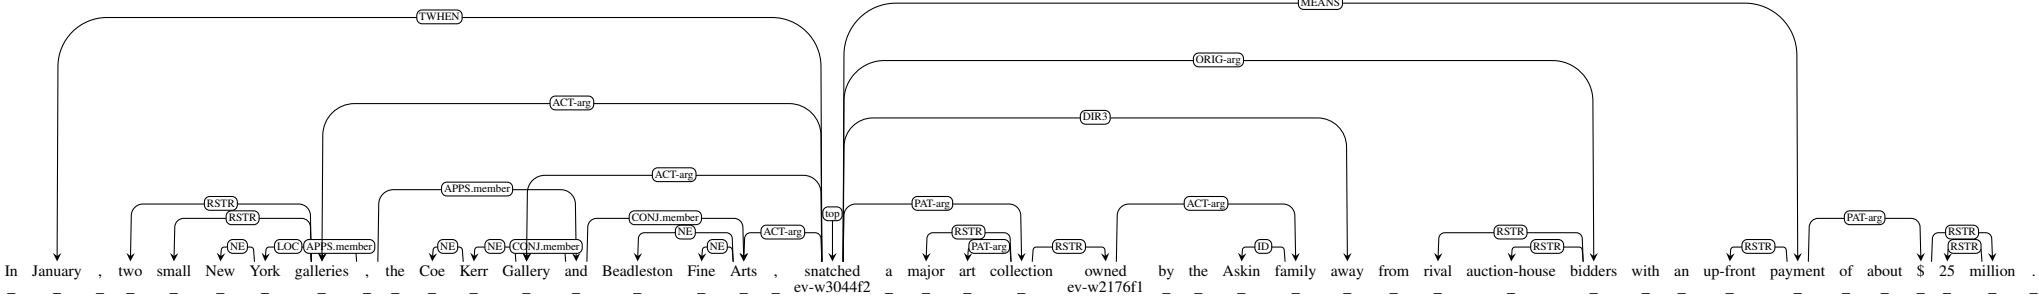 TWHEN MEANS
ORIG-arg
ACT-arg
DIR3
ACT-arg
APPS.member
RSTR PAT-arg ACT-arg
RSTR CONJ.member top PAT-arg
NE ACT-arg RSTR RSTR RSTR
NE LOC APPS.member NE NE CONJ.member NE PAT-arg RSTR ID RSTR RSTR RSTR
In January , two small New York galleries , the Coe Kerr Gallery and Beadleston Fine Arts , snatched a major art collection owned by the Askin family away from rival auction-house bidders with an up-front payment of about $ 25 million .
_ _ _ _ _ _ _ _ _ _ _ _ _ _ _ _ _ _ ev-w3044f2 _ _ _ _ ev-w2176f1 _ _ _ _ _ _ _ _ _ _ _ _ _ _ _ _ _ _ _